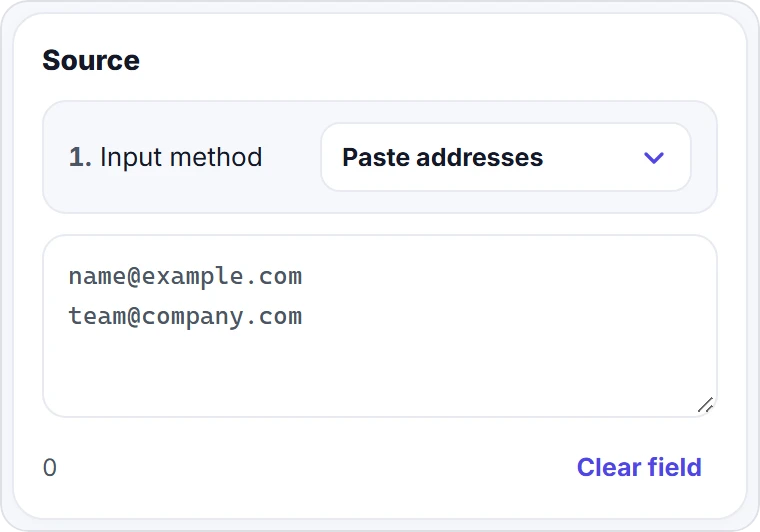 Source
1. Input method
Paste addresses
name@example.com
team@company.com
0
Clear field